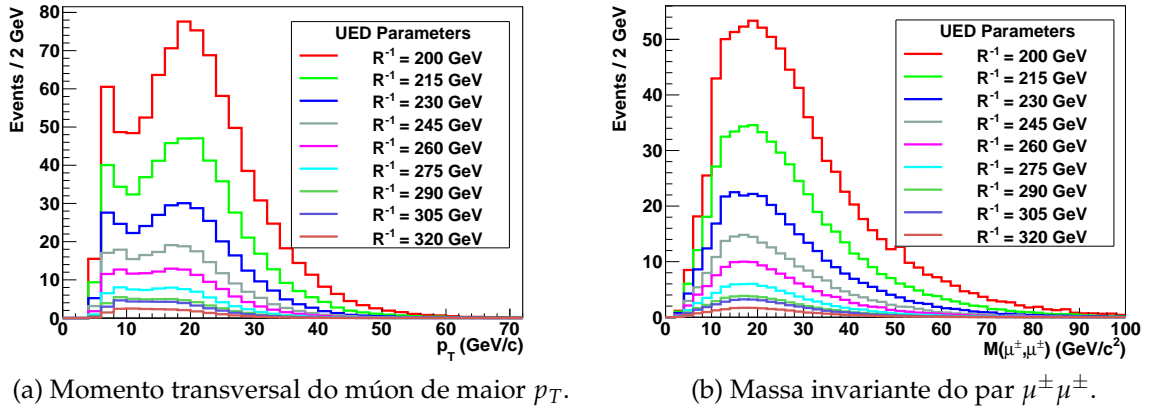 Events / 2 GeV
80
70
60
50
40
30
20
10
0
0 10 20 30 40 50 60 70
p_T (GeV/c)
UED Parameters
R⁻¹ = 200 GeV
R⁻¹ = 215 GeV
R⁻¹ = 230 GeV
R⁻¹ = 245 GeV
R⁻¹ = 260 GeV
R⁻¹ = 275 GeV
R⁻¹ = 290 GeV
R⁻¹ = 305 GeV
R⁻¹ = 320 GeV
(a) Momento transversal do múon de maior p_T.
Events / 2 GeV
50
40
30
20
10
0
0 10 20 30 40 50 60 70 80 90 100
M(μ±,μ±) (GeV/c²)
UED Parameters
R⁻¹ = 200 GeV
R⁻¹ = 215 GeV
R⁻¹ = 230 GeV
R⁻¹ = 245 GeV
R⁻¹ = 260 GeV
R⁻¹ = 275 GeV
R⁻¹ = 290 GeV
R⁻¹ = 305 GeV
R⁻¹ = 320 GeV
(b) Massa invariante do par μ±μ±.